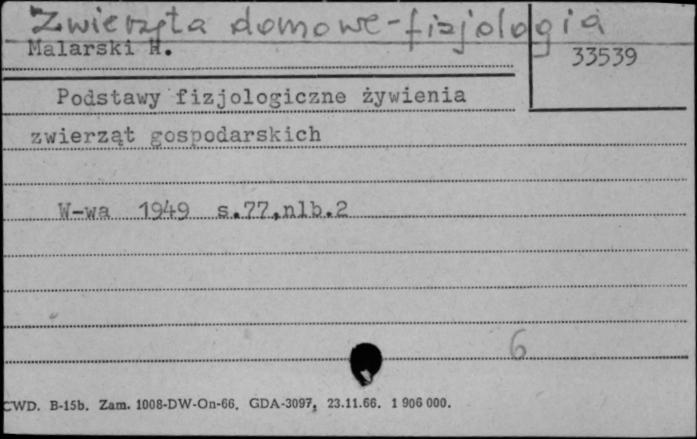 Zwierzęta domowe-fizjologia
Malarski H.
33539
Podstawy fizjologiczne żywienia
zwierząt gospodarskich
W-wa 1949 s.77,nlb.2
6
CWD. B-15b. Zam. 1008-DW-On-66. GDA-3097, 23.11.66. 1 906 000.